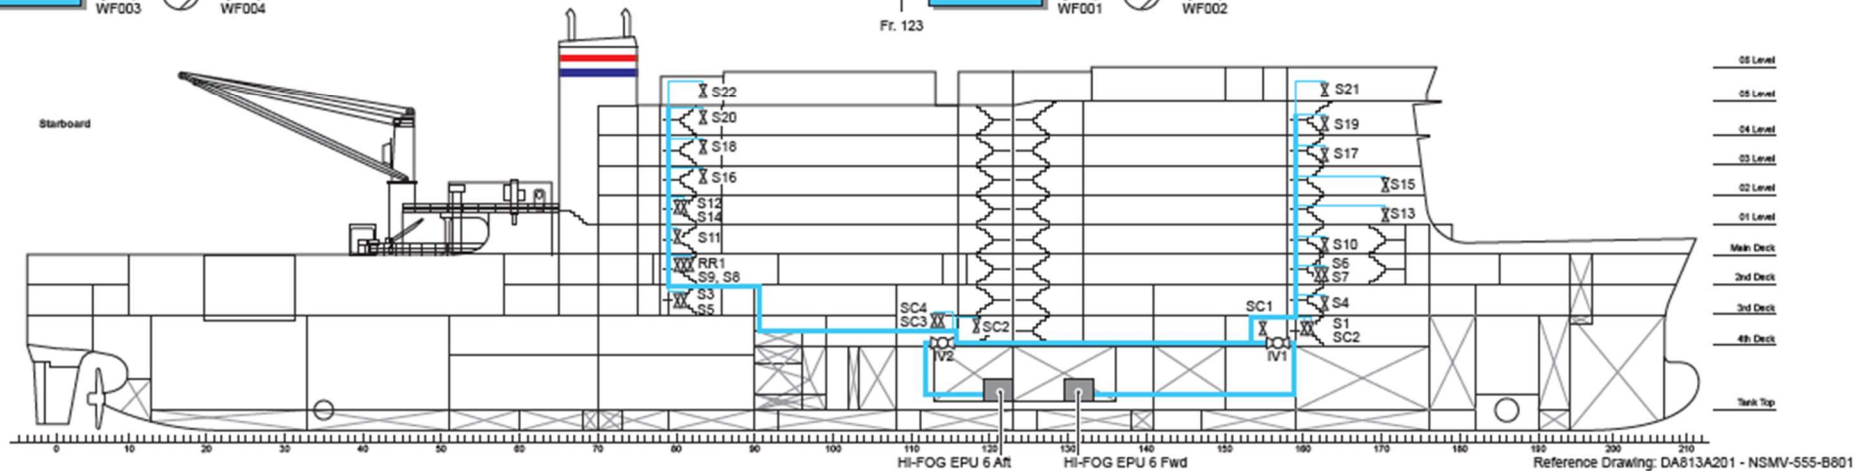 WF003
WF004
WF001
WF002
Fr. 123
Starboard
06 Level
05 Level
04 Level
03 Level
02 Level
01 Level
Main Deck
2nd Deck
3rd Deck
4th Deck
Tank Top
S22
S20
S18
S16
S12
S14
S11
RR1
S9, S8
S3
S5
SC4
SC3
SC2
IV2
SC1
IV1
S21
S19
S17
S15
S13
S10
S6
S7
S4
S1
SC2
0 10 20 30 40 50 60 70 80 90 100 110 120 130 140 150 160 170 180 190 200 210
HI-FOG EPU 6 Aft
HI-FOG EPU 6 Fwd
Reference Drawing: DA813A201 - NSMV-555-B801